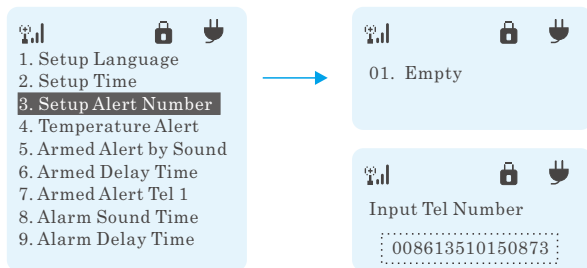 1. Setup Language
2. Setup Time
3. Setup Alert Number
4. Temperature Alert
5. Armed Alert by Sound
6. Armed Delay Time
7. Armed Alert Tel 1
8. Alarm Sound Time
9. Alarm Delay Time
01. Empty
Input Tel Number
008613510150873